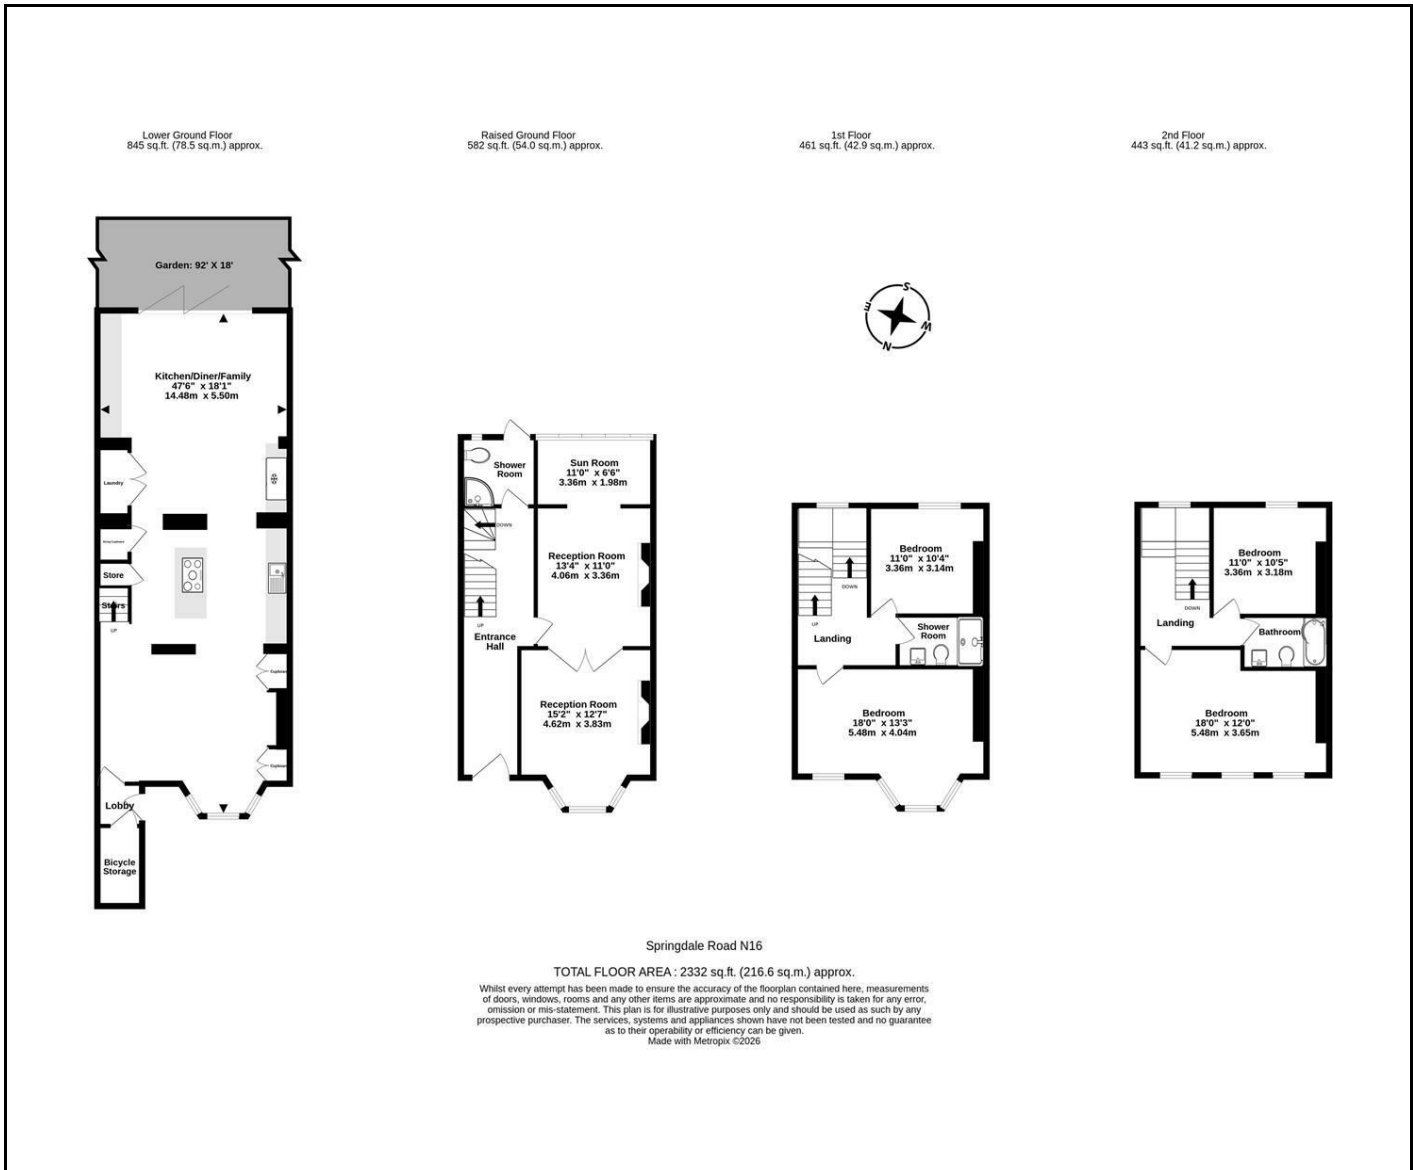 Lower Ground Floor
845 sq.ft. (78.5 sq.m.) approx.
Raised Ground Floor
582 sq.ft. (54.0 sq.m.) approx.
1st Floor
461 sq.ft. (42.9 sq.m.) approx.
2nd Floor
443 sq.ft. (41.2 sq.m.) approx.
Garden: 92' X 18'
Kitchen/Diner/Family
47'6" x 18'1"
14.48m x 5.50m
Laundry
Store
Stairs
UP
Cupboard
Cupboard
Lobby
Bicycle
Storage
Shower
Room
Sun Room
11'0" x 6'6"
3.36m x 1.98m
DOWN
Reception Room
13'4" x 11'0"
4.06m x 3.36m
UP
Entrance
Hall
Reception Room
15'2" x 12'7"
4.62m x 3.83m
S
E
W
N
Bedroom
11'0" x 10'4"
3.36m x 3.14m
DOWN
UP
Landing
Shower
Room
Bedroom
18'0" x 13'3"
5.48m x 4.04m
Bedroom
11'0" x 10'5"
3.36m x 3.18m
DOWN
Landing
Bathroom
Bedroom
18'0" x 12'0"
5.48m x 3.65m
Springdale Road N16
TOTAL FLOOR AREA : 2332 sq.ft. (216.6 sq.m.) approx.
Whilst every attempt has been made to ensure the accuracy of the floorplan contained here, measurements
of doors, windows, rooms and any other items are approximate and no responsibility is taken for any error,
omission or mis-statement. This plan is for illustrative purposes only and should be used as such by any
prospective purchaser. The services, systems and appliances shown have not been tested and no guarantee
as to their operability or efficiency can be given.
Made with Metropix ©2026